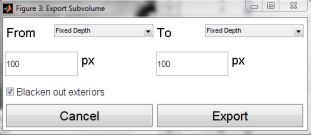 Figure 3: Export Subvolume
From Fixed Depth To Fixed Depth
100 px 100 px
Blacken out exteriors
Cancel Export